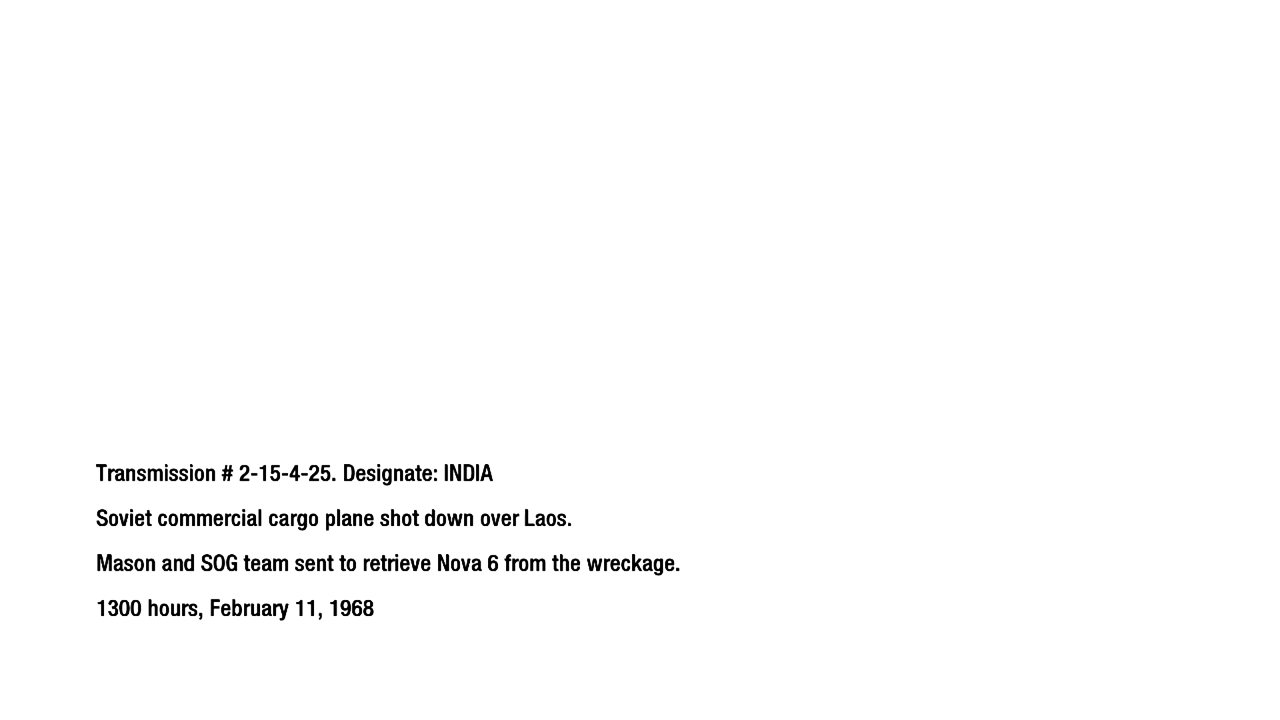 Transmission # 2-15-4-25. Designate: INDIA
Soviet commercial cargo plane shot down over Laos.
Mason and SOG team sent to retrieve Nova 6 from the wreckage.
1300 hours, February 11, 1968